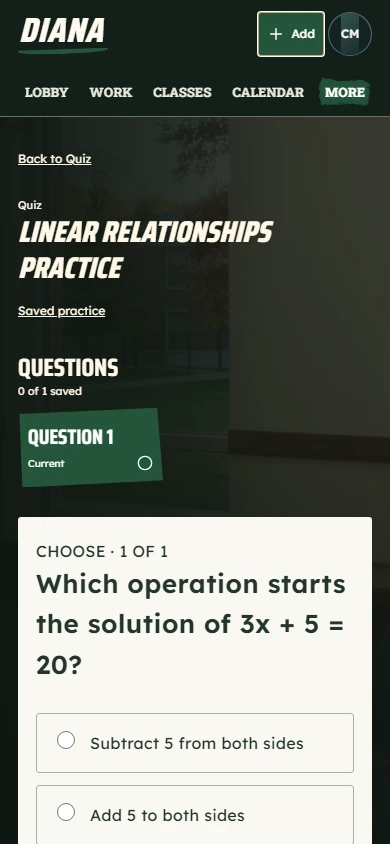 DIANA
Add
CM
LOBBY
WORK
CLASSES
CALENDAR
MORE
Back to Quiz
Quiz
LINEAR RELATIONSHIPS
PRACTICE
Saved practice
QUESTIONS
0 of 1 saved
QUESTION 1
Current
CHOOSE · 1 OF 1
Which operation starts
the solution of 3x + 5 =
20?
Subtract 5 from both sides
Add 5 to both sides